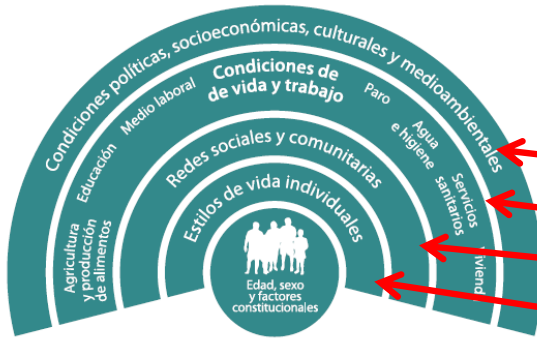 Condiciones políticas, socioeconómicas, culturales y medioambientales
Condiciones de
de vida y trabajo
Agricultura
y producción
de alimentos
Educación
Medio laboral
Paro
Agua
e higiene
Servicios
sanitarios
Viviend
Redes sociales y comunitarias
Estilos de vida individuales
Edad, sexo
y factores
constitucionales